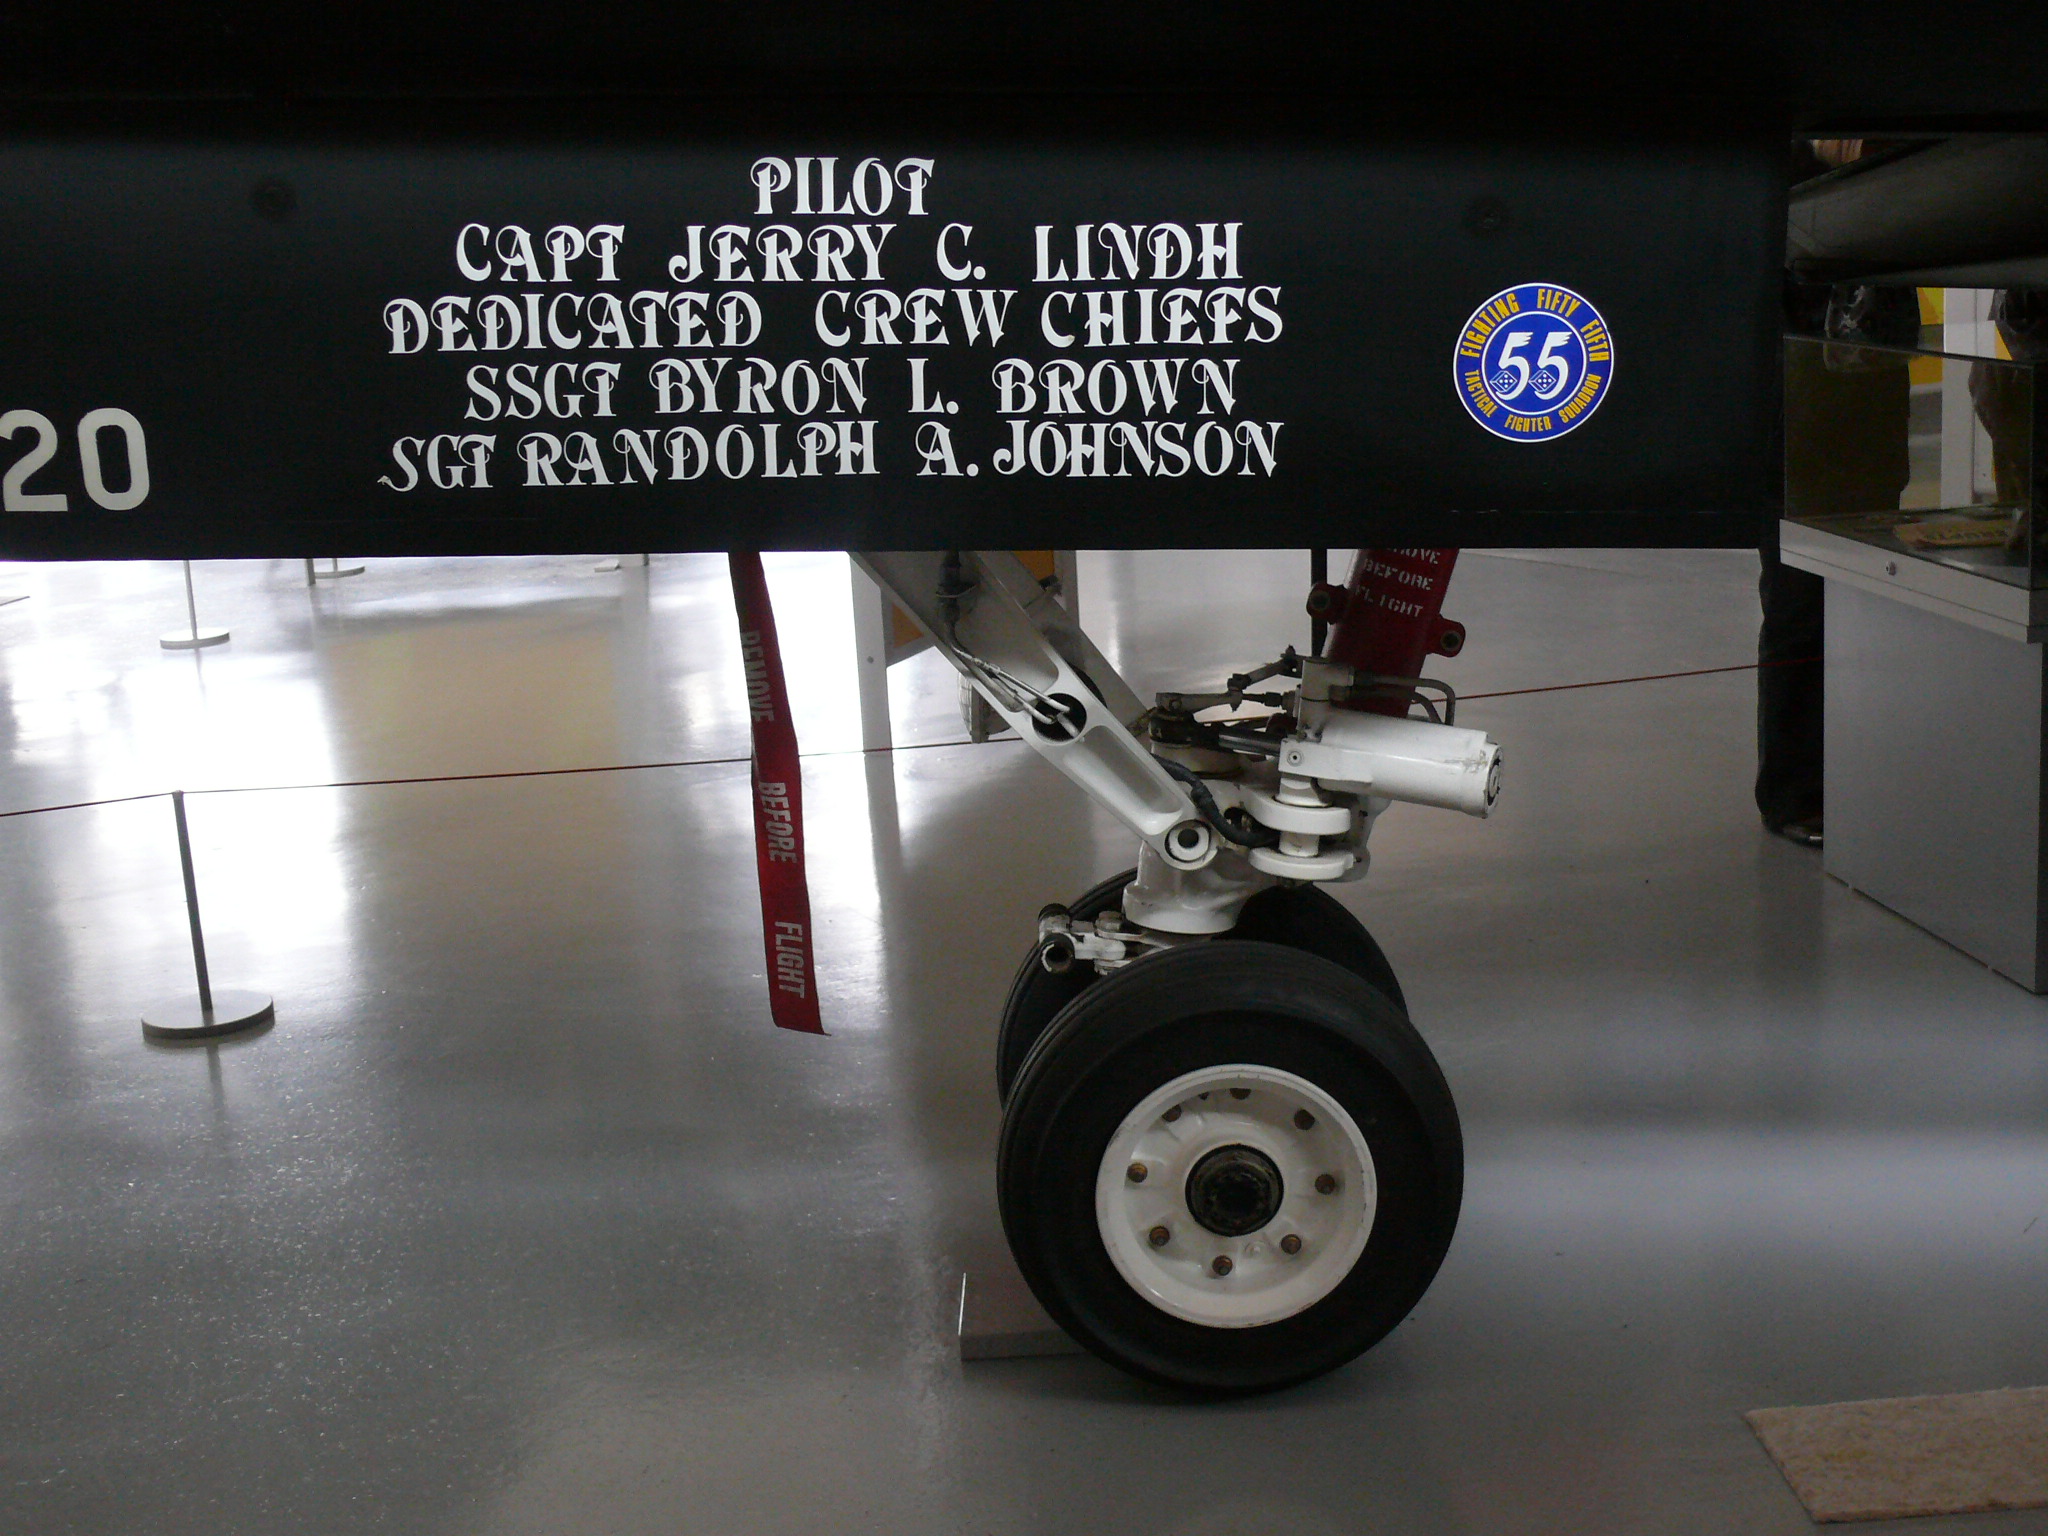 PILOT
CAPT JERRY C. LINDH
DEDICATED CREW CHIEFS
SSGT BYRON L. BROWN
SGT RANDOLPH A. JOHNSON
20
FIGHTING FIFTY FIFTH
55
TACTICAL FIGHTER SQUADRON
REMOVE BEFORE FLIGHT
BEFORE
FLIGHT